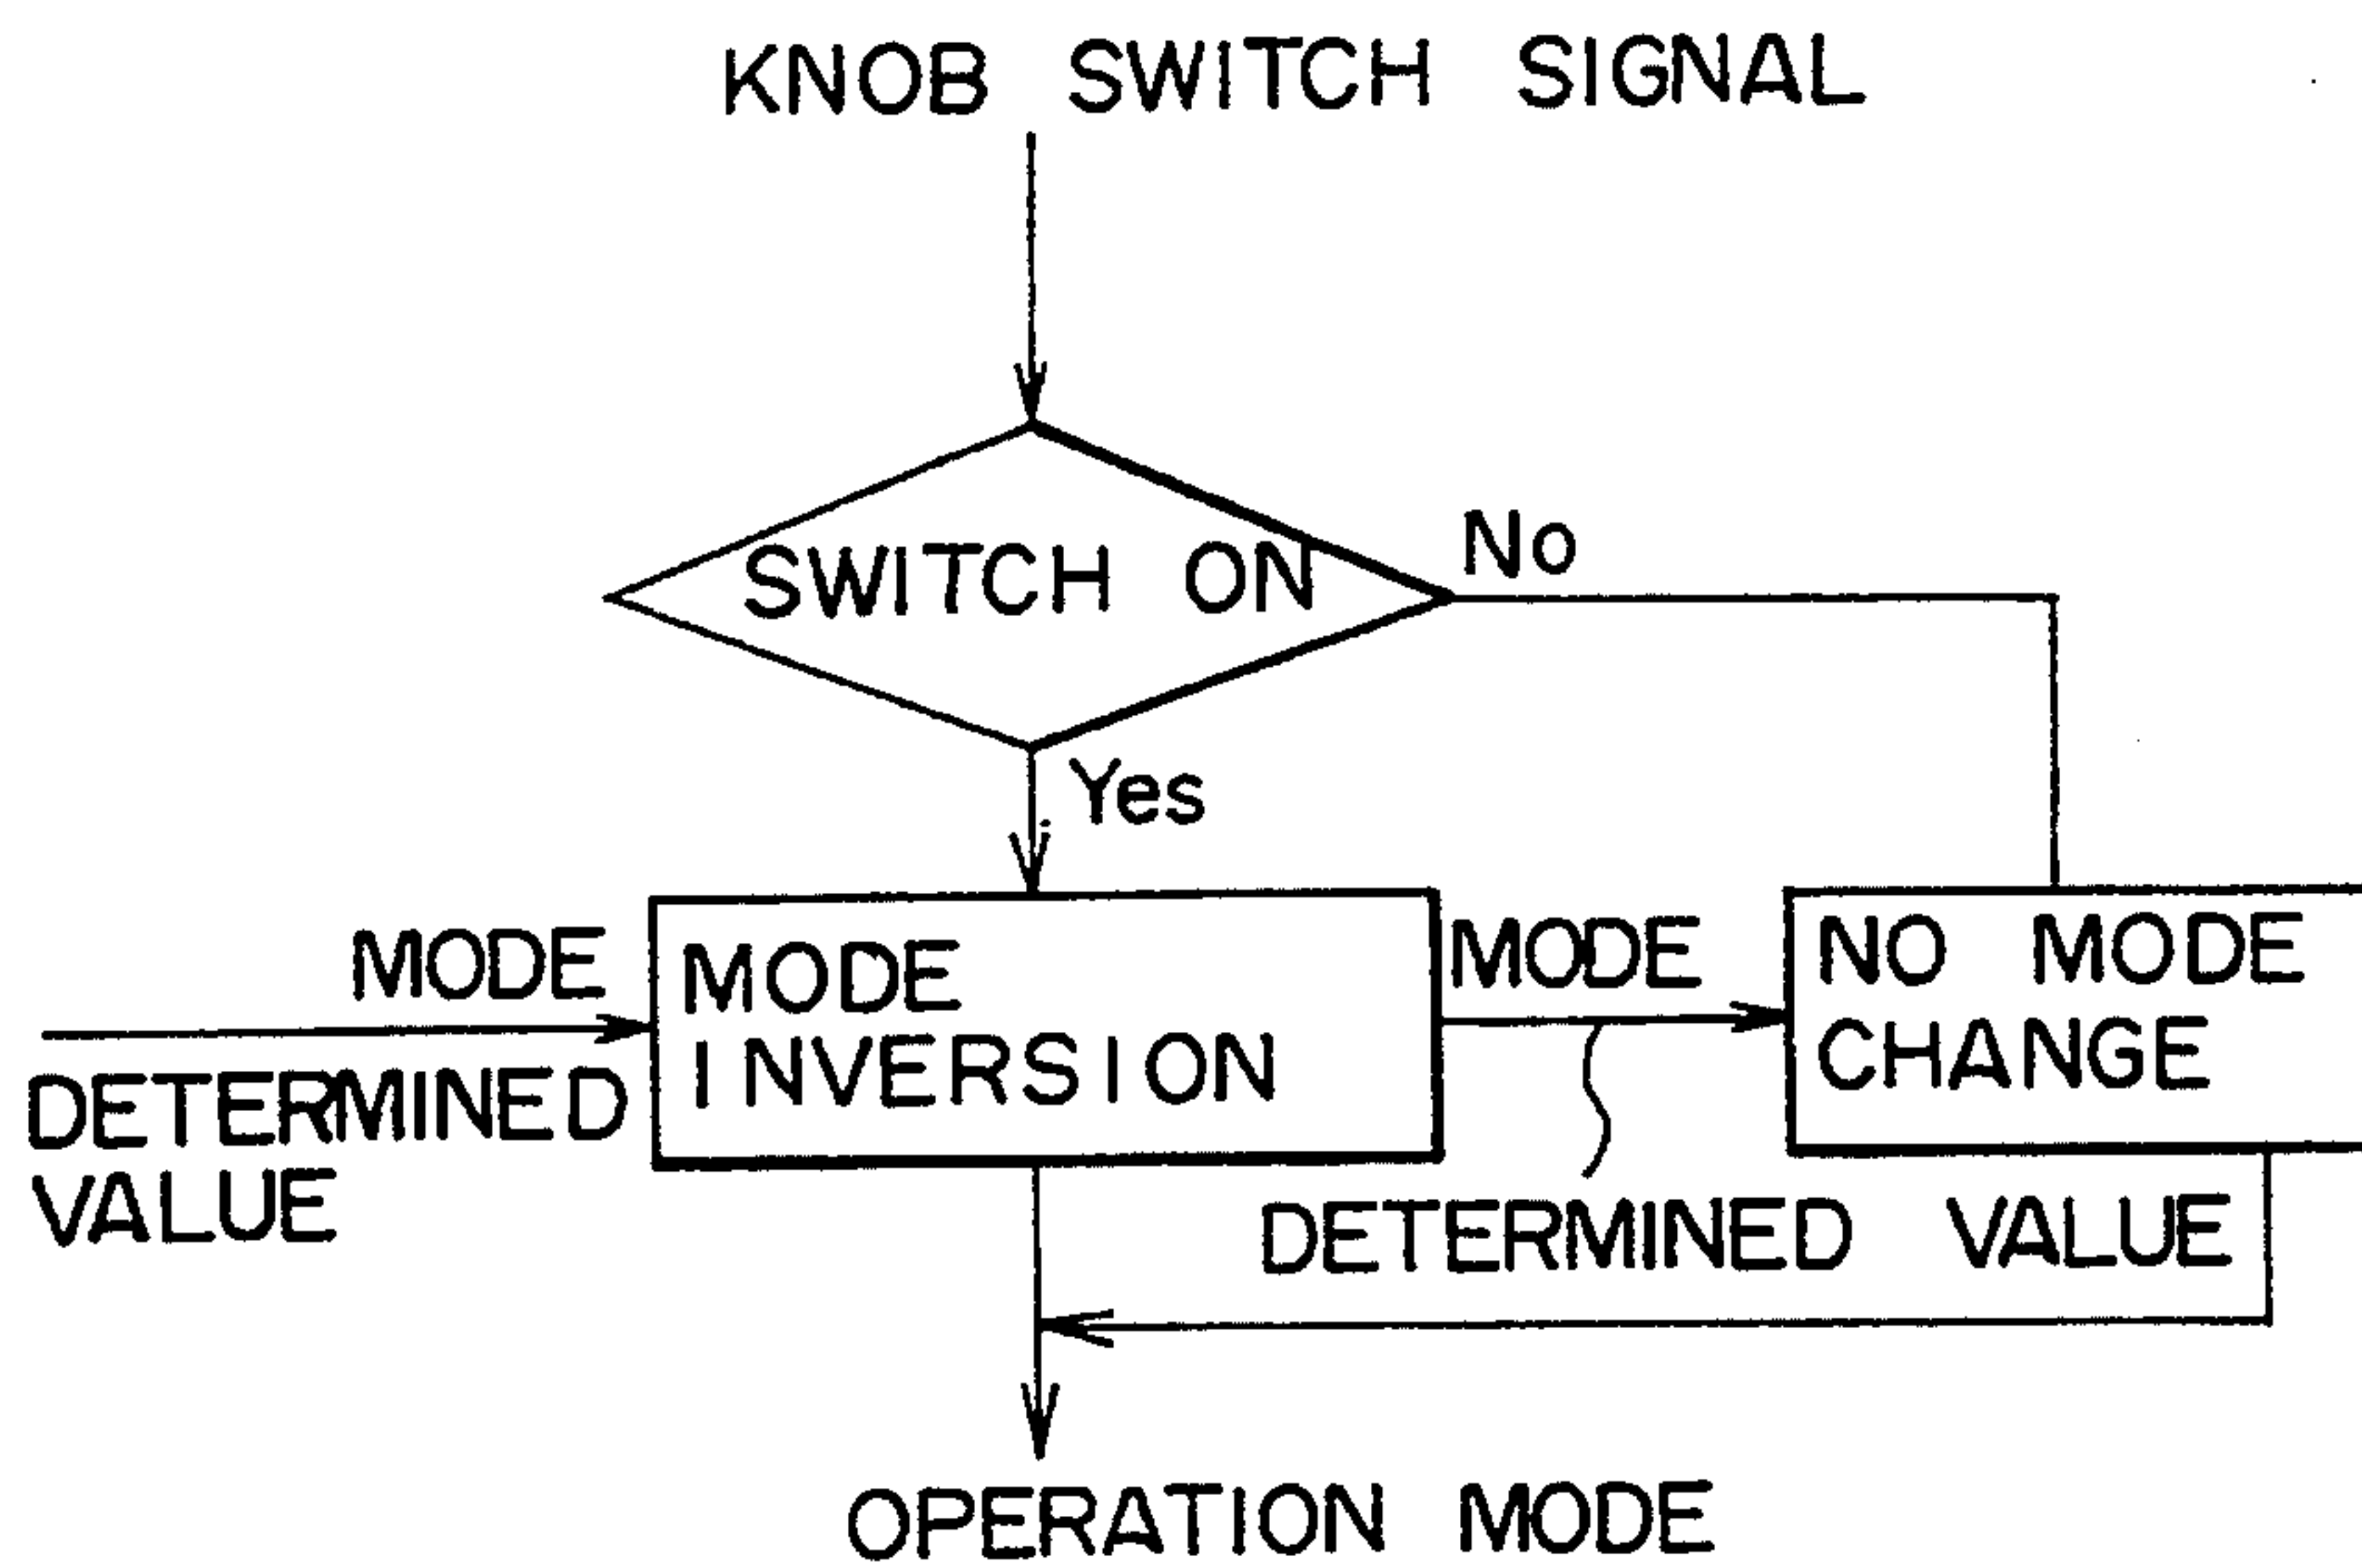 KNOB SWITCH SIGNAL
SWITCH ON
No
Yes
MODE
DETERMINED
VALUE
MODE
INVERSION
MODE
DETERMINED VALUE
NO MODE
CHANGE
OPERATION MODE